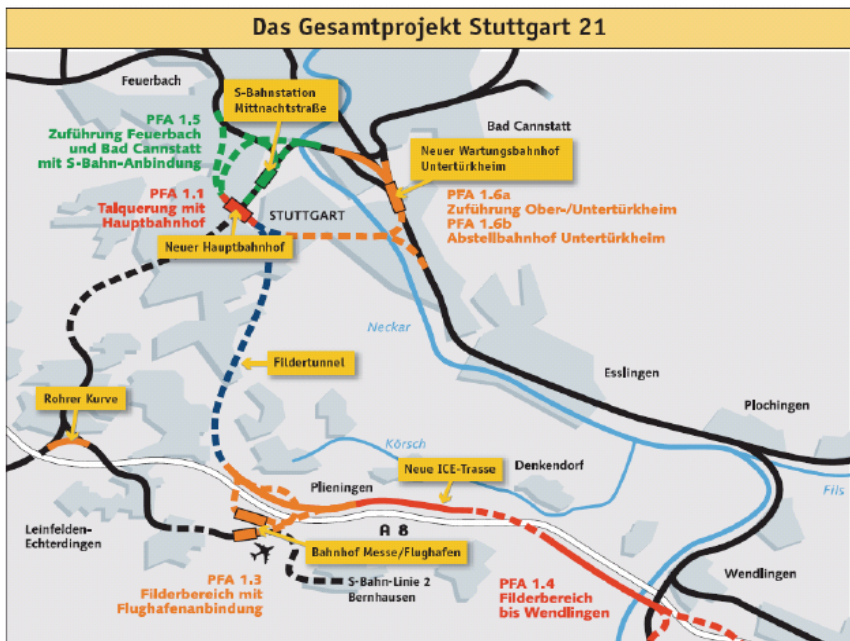 Das Gesamtprojekt Stuttgart 21
Feuerbach
S-Bahnstation
Mittnachtstraße
PFA 1.5
Zuführung Feuerbach
und Bad Cannstatt
mit S-Bahn-Anbindung
Bad Cannstatt
Neuer Wartungsbahnhof
Untertürkheim
PFA 1.1
Talquerung mit
Hauptbahnhof
STUTTGART
PFA 1.6a
Zuführung Ober-/Untertürkheim
PFA 1.6b
Abstellbahnhof Untertürkheim
Neuer Hauptbahnhof
Neckar
Fildertunnel
Esslingen
Rohrer Kurve
Plochingen
Körsch
Neue ICE-Trasse
Denkendorf
Fils
Plieningen
Leinfelden-
Echterdingen
A 8
Bahnhof Messe/Flughafen
PFA 1.3
Filderbereich mit
Flughafenanbindung
S-Bahn-Linie 2
Bernhausen
PFA 1.4
Filderbereich
bis Wendlingen
Wendlingen